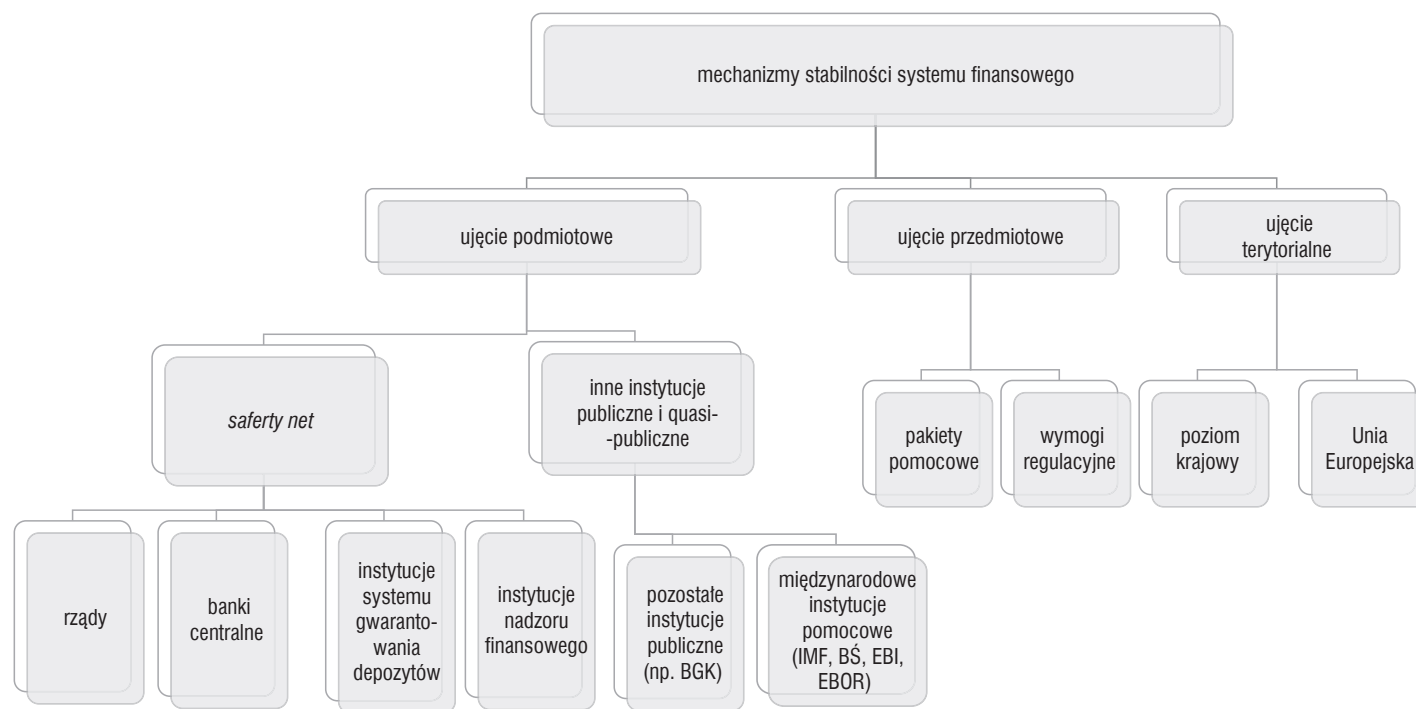 mechanizmy stabilności systemu finansowego
ujęcie podmiotowe
ujęcie przedmiotowe
ujęcie
terytorialne
saferty net
inne instytucje
publiczne i quasi-
-publiczne
pakiety
pomocowe
wymogi
regulacyjne
poziom
krajowy
Unia
Europejska
rządy
banki
centralne
instytucje
systemu
gwaranto-
wania
depozytów
instytucje
nadzoru
finansowego
pozostałe
instytucje
publiczne
(np. BGK)
międzynarodowe
instytucje
pomocowe
(IMF, BŚ, EBI,
EBOR)